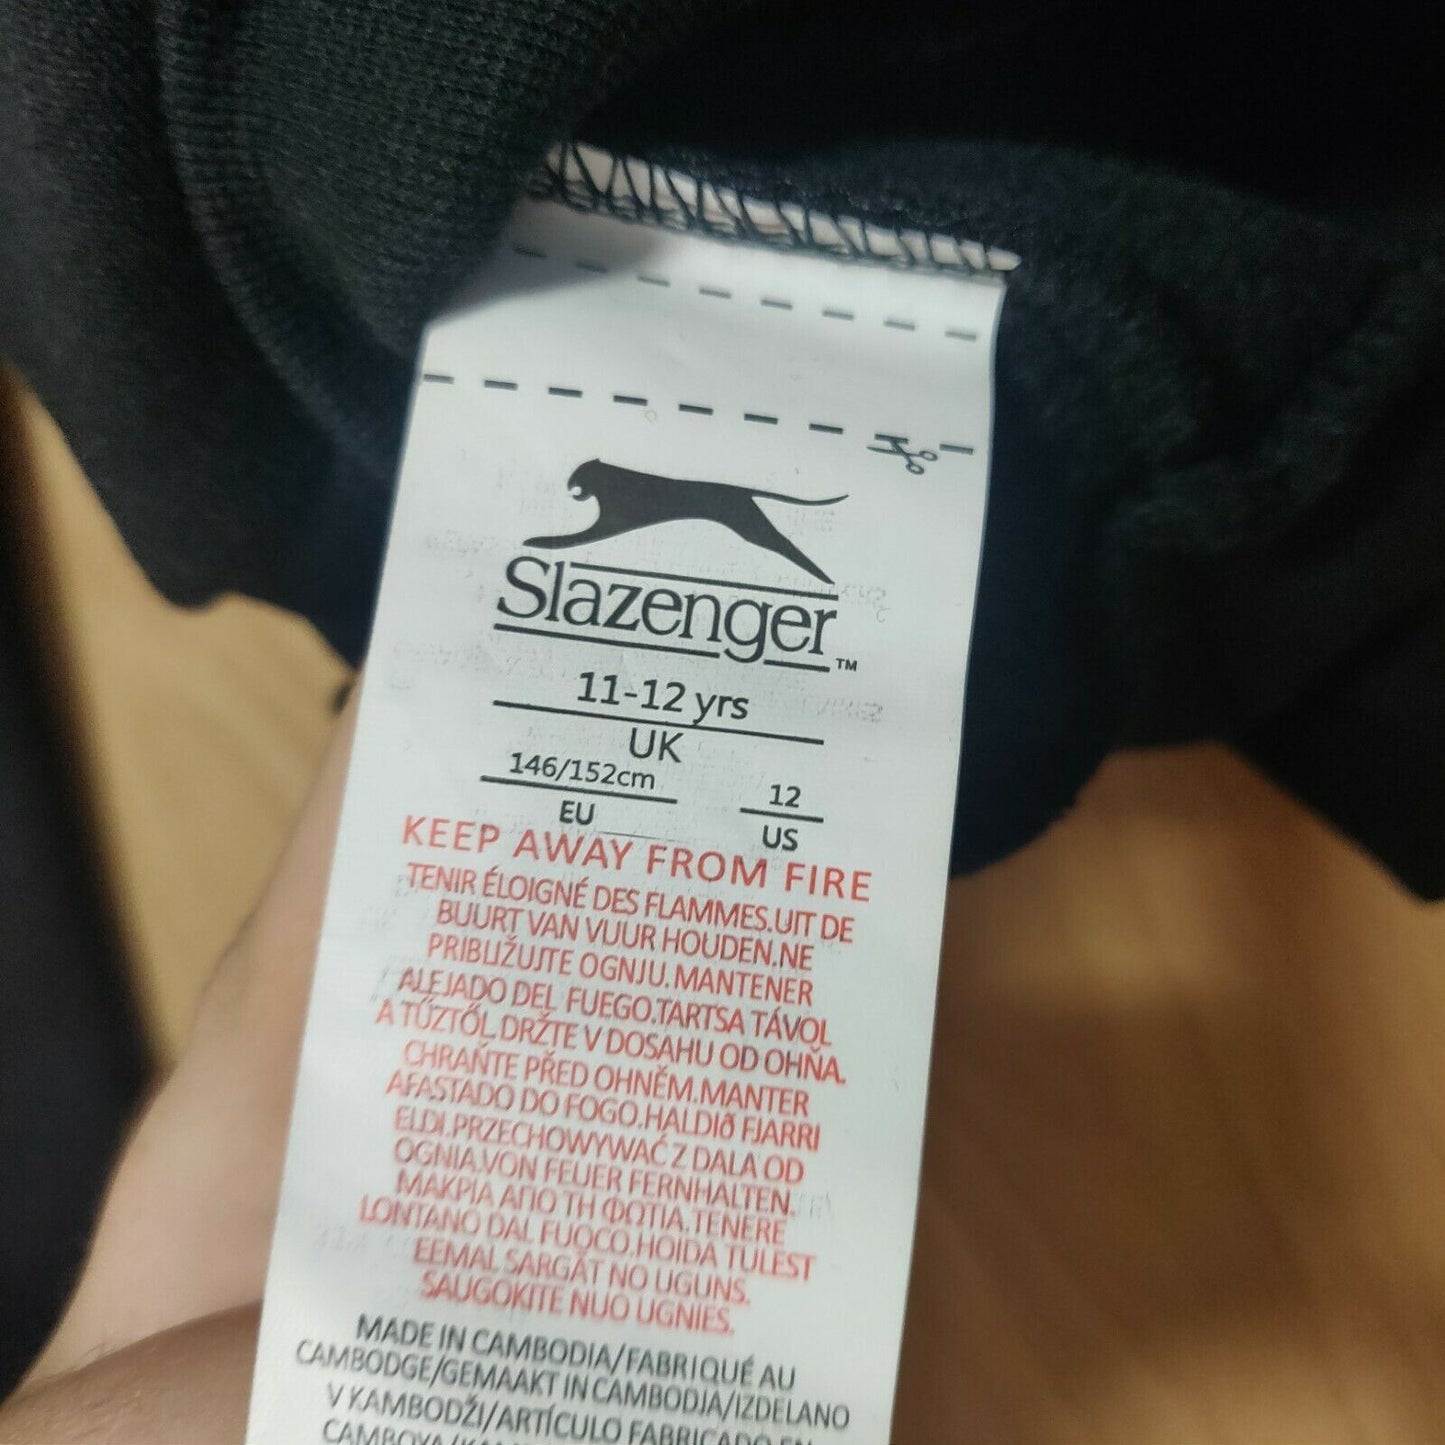 Slazenger™
11-12 yrs
UK
146/152cm 12
EU US
KEEP AWAY FROM FIRE
TENIR ÉLOIGNÉ DES FLAMMES.UIT DE
BUURT VAN VUUR HOUDEN.NE
PRIBLIŽUJTE OGNJU.MANTENER
ALEJADO DEL FUEGO.TARTSA TÁVOL
A TŰZTŐL.DRŽTE V DOSAHU OD OHŇA.
CHRAŇTE PŘED OHNĚM.MANTER
AFASTADO DO FOGO.HALDIÐ FJARRI
ELDI.PRZECHOWYWAĆ Z DALA OD
OGNIA.VON FEUER FERNHALTEN.
ΜΑΚΡΙΑ ΑΠΟ ΤΗ ΦΩΤΙΑ.TENERE
LONTANO DAL FUOCO.HOIDA TULEST
EEMAL.SARGĀT NO UGUNS.
SAUGOKITE NUO UGNIES.
MADE IN CAMBODIA/FABRIQUÉ AU
CAMBODGE/GEMAAKT IN CAMBODJA/IZDELANO
V KAMBODŽI/ARTÍCULO FABRICADO EN
CAMBOYA